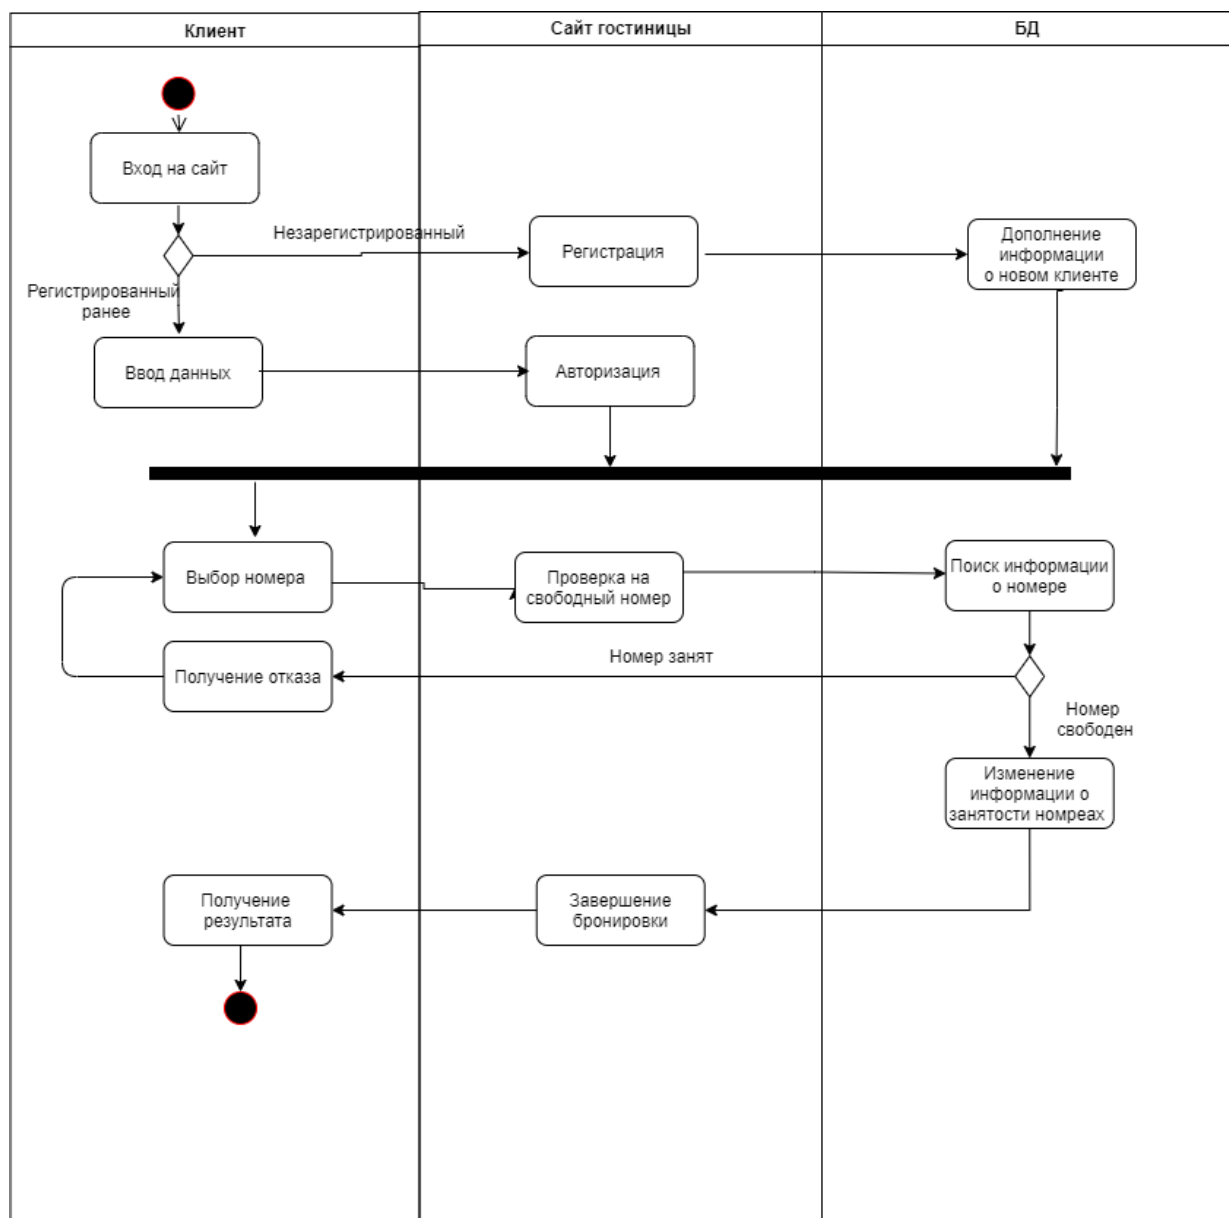 Клиент
Сайт гостиницы
БД
Вход на сайт
Незарегистрированный
Регистрация
Дополнение
информации
о новом клиенте
Регистрированный
ранее
Ввод данных
Авторизация
Выбор номера
Проверка на
свободный номер
Поиск информации
о номере
Номер занят
Получение отказа
Номер
свободен
Изменение
информации о
занятости номреах
Получение
результата
Завершение
бронировки